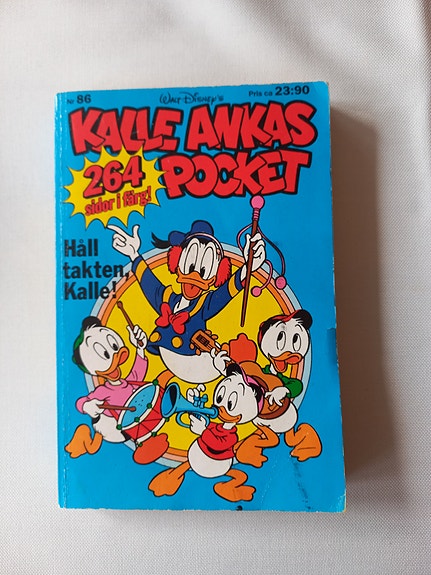 Nr 86
Walt Disney's
Pris ca 23:90
KALLE ANKAS
POCKET
264
sidor i färg!
Håll
takten,
Kalle!